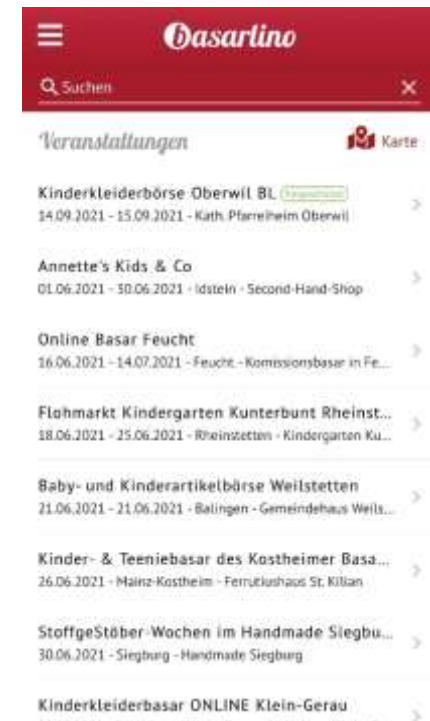 basarlino
Suchen
Veranstaltungen
Karte
Kinderkleiderbörse Oberwil BL
14.09.2021 - 15.09.2021 - Kath. Pfarreiheim Oberwil
Annette's Kids & Co
01.06.2021 - 30.06.2021 - Idstein - Second-Hand-Shop
Online Basar Feucht
16.06.2021 - 14.07.2021 - Feucht - Komissionsbasar in Fe...
Flohmarkt Kindergarten Kunterbunt Rheinst...
18.06.2021 - 25.06.2021 - Rheinstetten - Kindergarten Ku...
Baby- und Kinderartikelbörse Weilstetten
21.06.2021 - 21.06.2021 - Balingen - Gemeindehaus Weils...
Kinder- & Teeniebasar des Kostheimer Basa...
26.06.2021 - Mainz-Kostheim - Ferrutiushaus St. Kilian
StoffgeStöber-Wochen im Handmade Siegbu...
30.06.2021 - Siegburg - Handmade Siegburg
Kinderkleiderbasar ONLINE Klein-Gerau